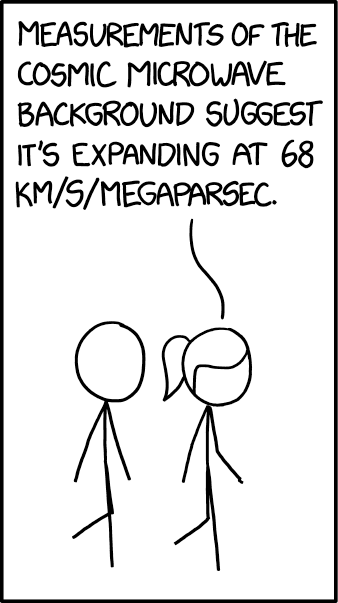 MEASUREMENTS OF THE
COSMIC MICROWAVE
BACKGROUND SUGGEST
IT'S EXPANDING AT 68
KM/S/MEGAPARSEC.